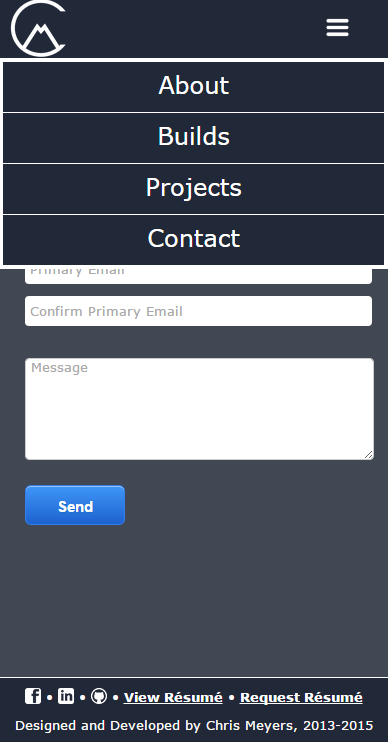 About
Builds
Projects
Contact
Primary Email
Confirm Primary Email
Message
Send
• • • View Résumé • Request Résumé
Designed and Developed by Chris Meyers, 2013-2015